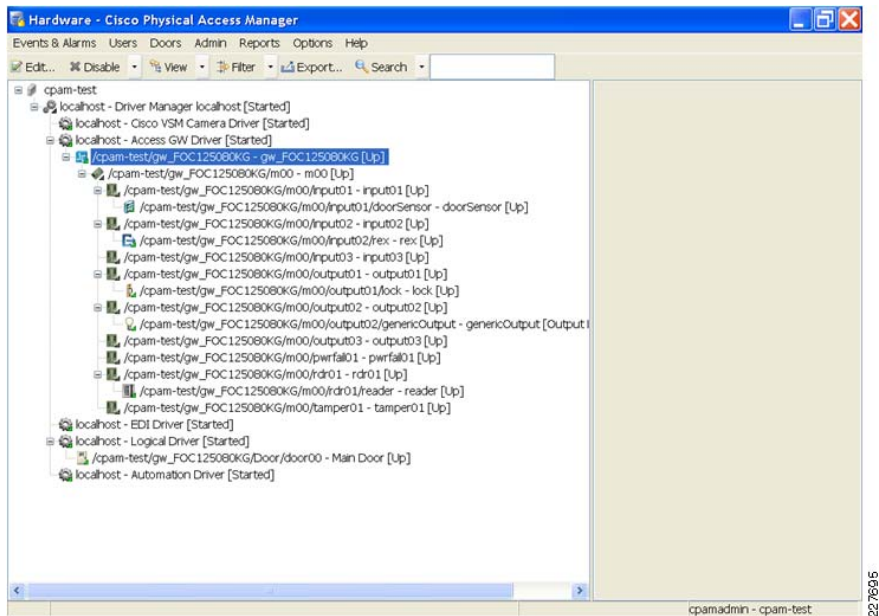 Hardware - Cisco Physical Access Manager
Events & Alarms Users Doors Admin Reports Options Help
Edit... Disable View Filter Export... Search
cpam-test
localhost - Driver Manager localhost [Started]
localhost - Cisco VSM Camera Driver [Started]
localhost - Access GW Driver [Started]
/cpam-test/gw_FOC125080KG - gw_FOC125080KG [Up]
/cpam-test/gw_FOC125080KG/m00 - m00 [Up]
/cpam-test/gw_FOC125080KG/m00/input01 - input01 [Up]
/cpam-test/gw_FOC125080KG/m00/input01/doorSensor - doorSensor [Up]
/cpam-test/gw_FOC125080KG/m00/input02 - input02 [Up]
/cpam-test/gw_FOC125080KG/m00/input02/rex - rex [Up]
/cpam-test/gw_FOC125080KG/m00/input03 - input03 [Up]
/cpam-test/gw_FOC125080KG/m00/output01 - output01 [Up]
/cpam-test/gw_FOC125080KG/m00/output01/lock - lock [Up]
/cpam-test/gw_FOC125080KG/m00/output02 - output02 [Up]
/cpam-test/gw_FOC125080KG/m00/output02/genericOutput - genericOutput [Output
/cpam-test/gw_FOC125080KG/m00/output03 - output03 [Up]
/cpam-test/gw_FOC125080KG/m00/pwrfail01 - pwrfail01 [Up]
/cpam-test/gw_FOC125080KG/m00/rdr01 - rdr01 [Up]
/cpam-test/gw_FOC125080KG/m00/rdr01/reader - reader [Up]
/cpam-test/gw_FOC125080KG/m00/tamper01 - tamper01 [Up]
localhost - EDI Driver [Started]
localhost - Logical Driver [Started]
/cpam-test/gw_FOC125080KG/Door/door00 - Main Door [Up]
localhost - Automation Driver [Started]
cpamadmin - cpam-test
227695